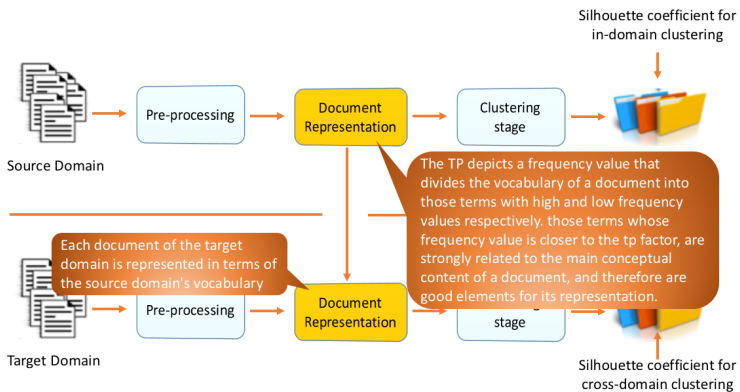 Silhouette coefficient for
in-domain clustering
Pre-processing
Document
Representation
Clustering
stage
Source Domain
The TP depicts a frequency value that
divides the vocabulary of a document into
those terms with high and low frequency
values respectively. those terms whose
frequency value is closer to the tp factor, are
strongly related to the main conceptual
content of a document, and therefore are
good elements for its representation.
Each document of the target
domain is represented in terms of
the source domain's vocabulary
Pre-processing
Document
Representation
stage
Target Domain
Silhouette coefficient for
cross-domain clustering